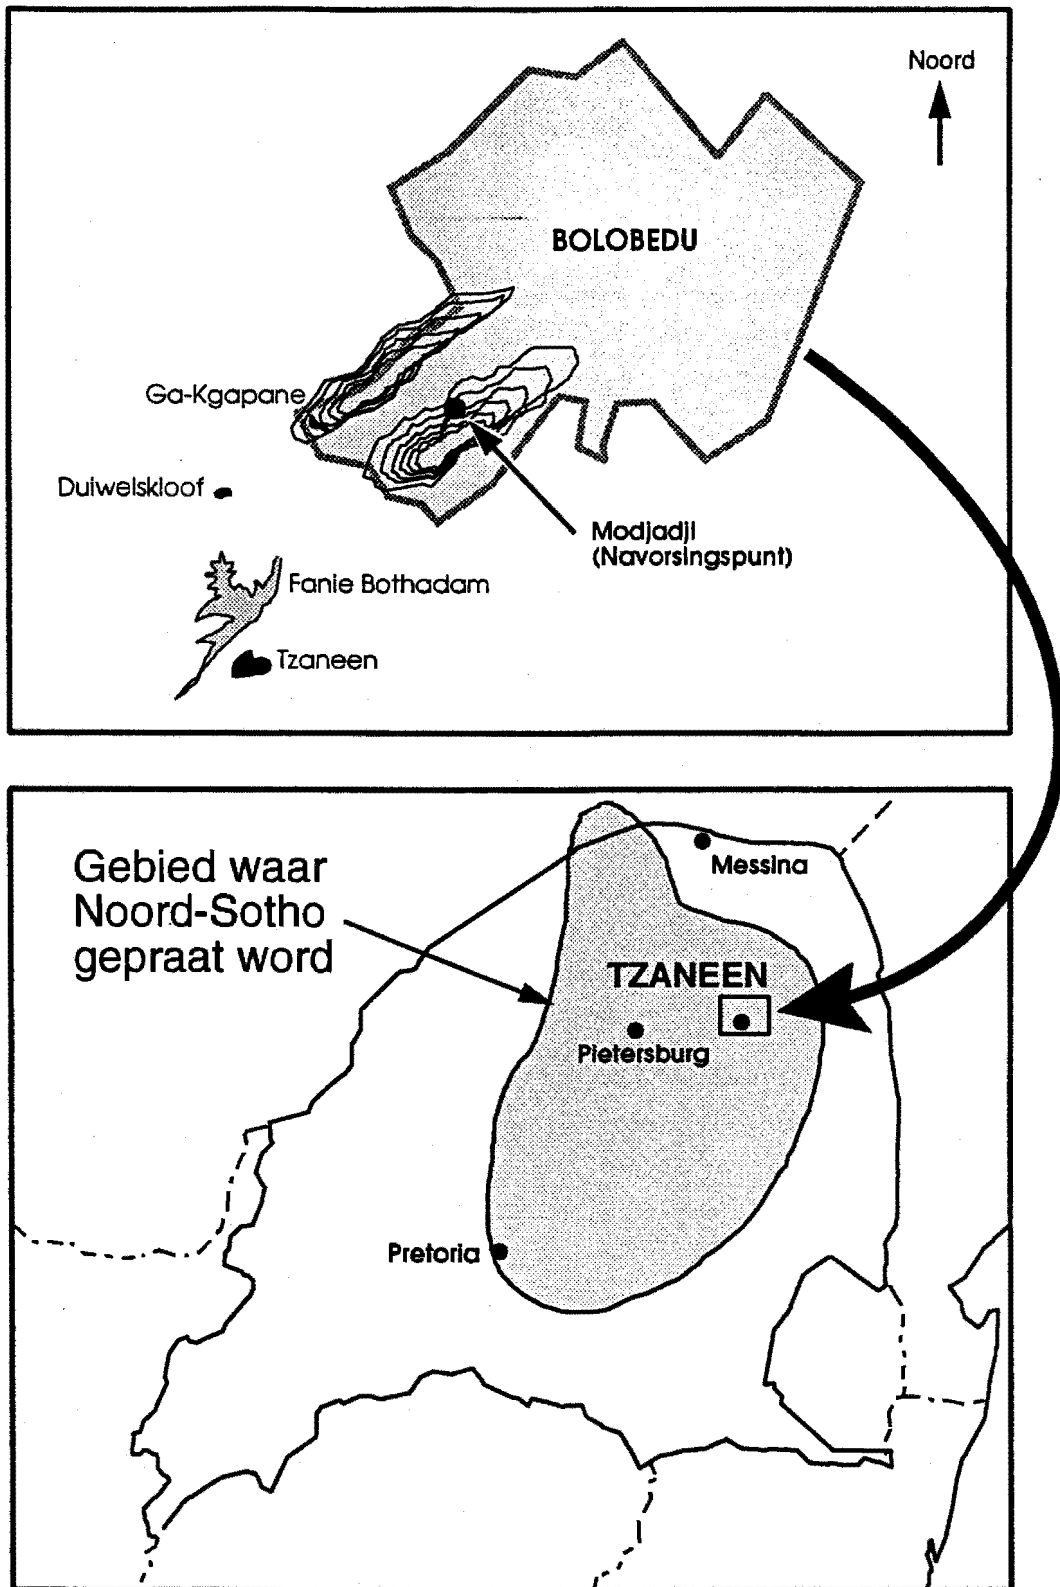 Noord
BOLOBEDU
Ga-Kgapane
Duiwelskloof
Modjadji
(Navorsingspunt)
Fanie Bothadam
Tzaneen
Messina
Gebied waar
Noord-Sotho
gepraat word
TZANEEN
Pietersburg
Pretoria